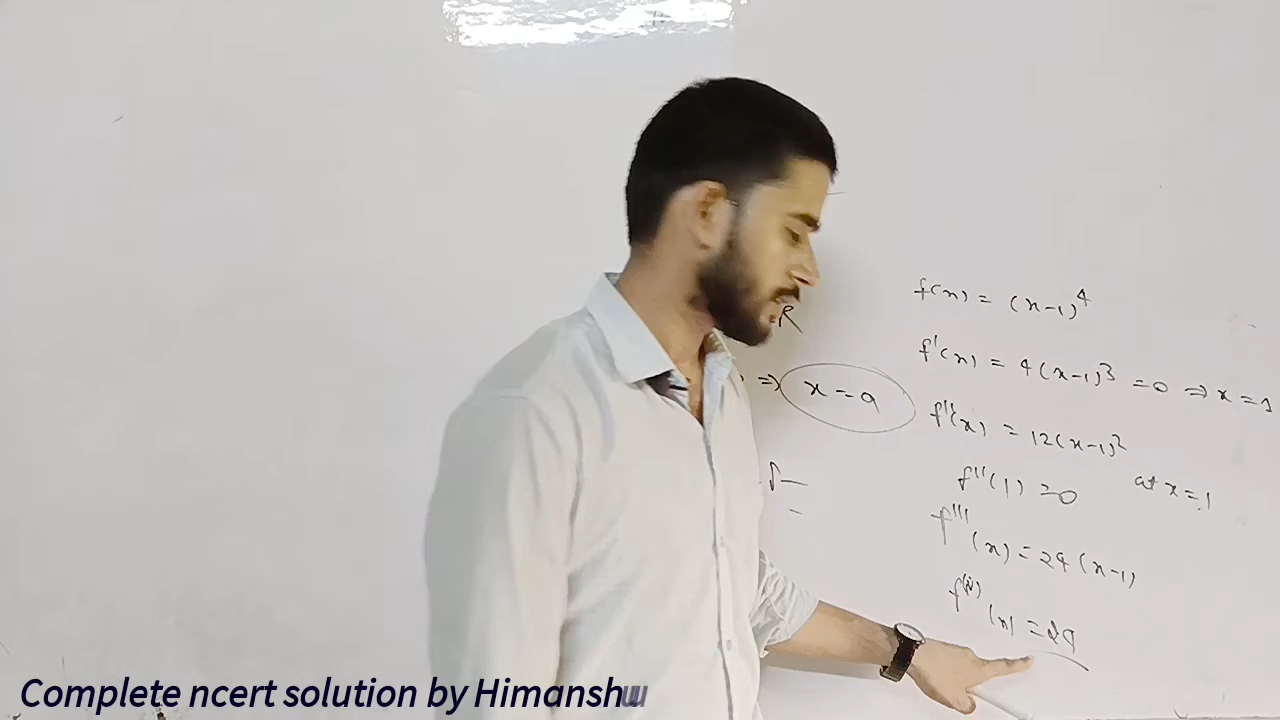 R
⇒ x = a
f(x) = (x-1)^4
f'(x) = 4(x-1)^3 = 0 ⇒ x = 1
f''(x) = 12(x-1)^2
f''(1) = 0 at x = 1
f'''(x) = 24(x-1)
f^(iv)(x) = 24
Complete ncert solution by Himanshu